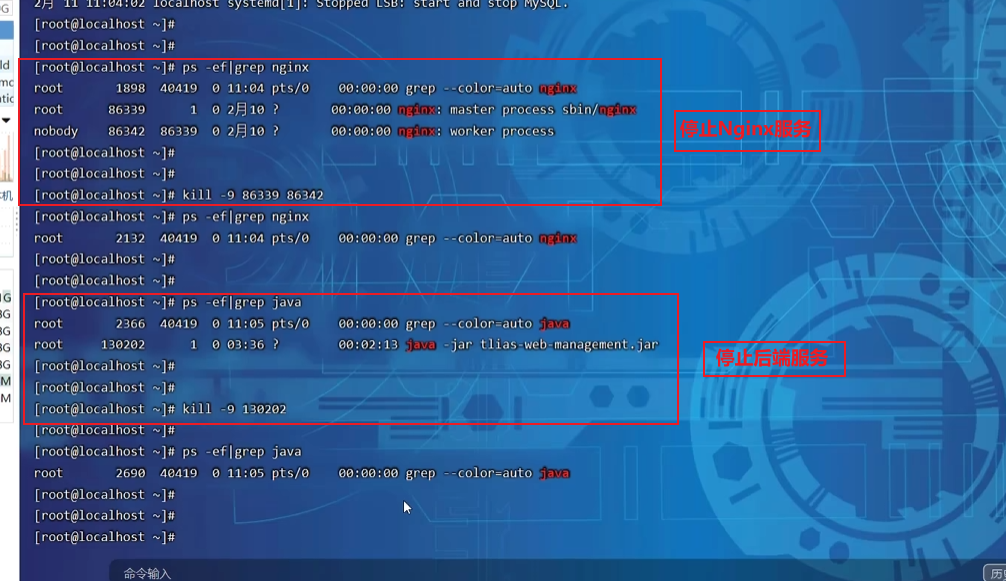 2月 11 11:04:02 localhost systemd[1]: Stopped LSB: start and stop MySQL.
[root@localhost ~]#
[root@localhost ~]#
[root@localhost ~]# ps -ef|grep nginx
root 1898 40419 0 11:04 pts/0 00:00:00 grep --color=auto nginx
root 86339 1 0 2月10 ? 00:00:00 nginx: master process sbin/nginx
nobody 86342 86339 0 2月10 ? 00:00:00 nginx: worker process
停止Nginx服务
[root@localhost ~]#
[root@localhost ~]#
[root@localhost ~]# kill -9 86339 86342
[root@localhost ~]# ps -ef|grep nginx
root 2132 40419 0 11:04 pts/0 00:00:00 grep --color=auto nginx
[root@localhost ~]#
[root@localhost ~]#
[root@localhost ~]# ps -ef|grep java
root 2366 40419 0 11:05 pts/0 00:00:00 grep --color=auto java
root 130202 1 0 03:36 ? 00:02:13 java -jar tlias-web-management.jar
停止后端服务
[root@localhost ~]#
[root@localhost ~]#
[root@localhost ~]# kill -9 130202
[root@localhost ~]#
[root@localhost ~]# ps -ef|grep java
root 2690 40419 0 11:05 pts/0 00:00:00 grep --color=auto java
[root@localhost ~]#
[root@localhost ~]#
[root@localhost ~]#
命令输入